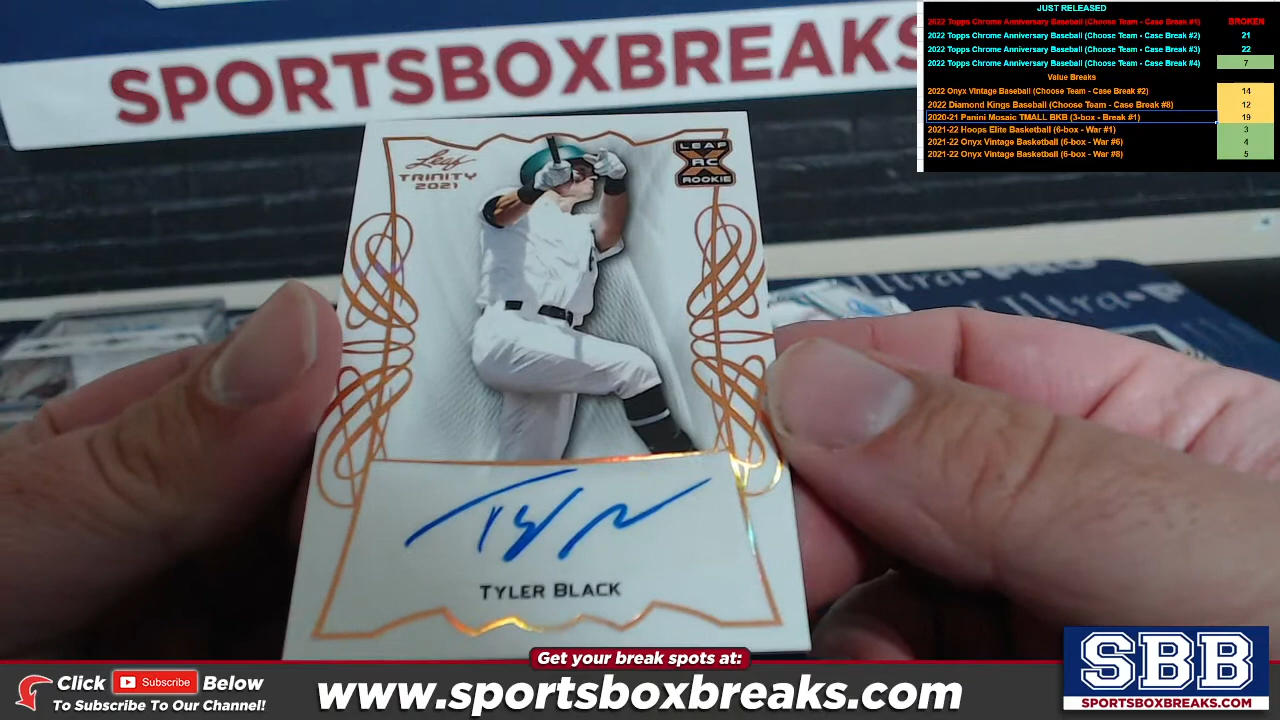 JUST RELEASED
2022 Topps Chrome Anniversary Baseball (Choose Team - Case Break #1) BROKEN
2022 Topps Chrome Anniversary Baseball (Choose Team - Case Break #2) 21
2022 Topps Chrome Anniversary Baseball (Choose Team - Case Break #3) 22
2022 Topps Chrome Anniversary Baseball (Choose Team - Case Break #4) 7
Value Breaks
2022 Onyx Vintage Baseball (Choose Team - Case Break #2) 14
2022 Diamond Kings Baseball (Choose Team - Case Break #8) 12
2020-21 Panini Mosaic TMALL BKB (3-box - Break #1) 19
2021-22 Hoops Elite Basketball (6-box - War #1) 3
2021-22 Onyx Vintage Basketball (6-box - War #6) 4
2021-22 Onyx Vintage Basketball (6-box - War #8) 5
SPORTSBOXBREAKS
Leaf
TRINITY
2021
LEAF
RC
ROOKIE
Ultra
Ultra
TYLER BLACK
Get your break spots at:
Click Subscribe Below
To Subscribe To Our Channel!
www.sportsboxbreaks.com
SBB
SPORTSBOXBREAKS.COM